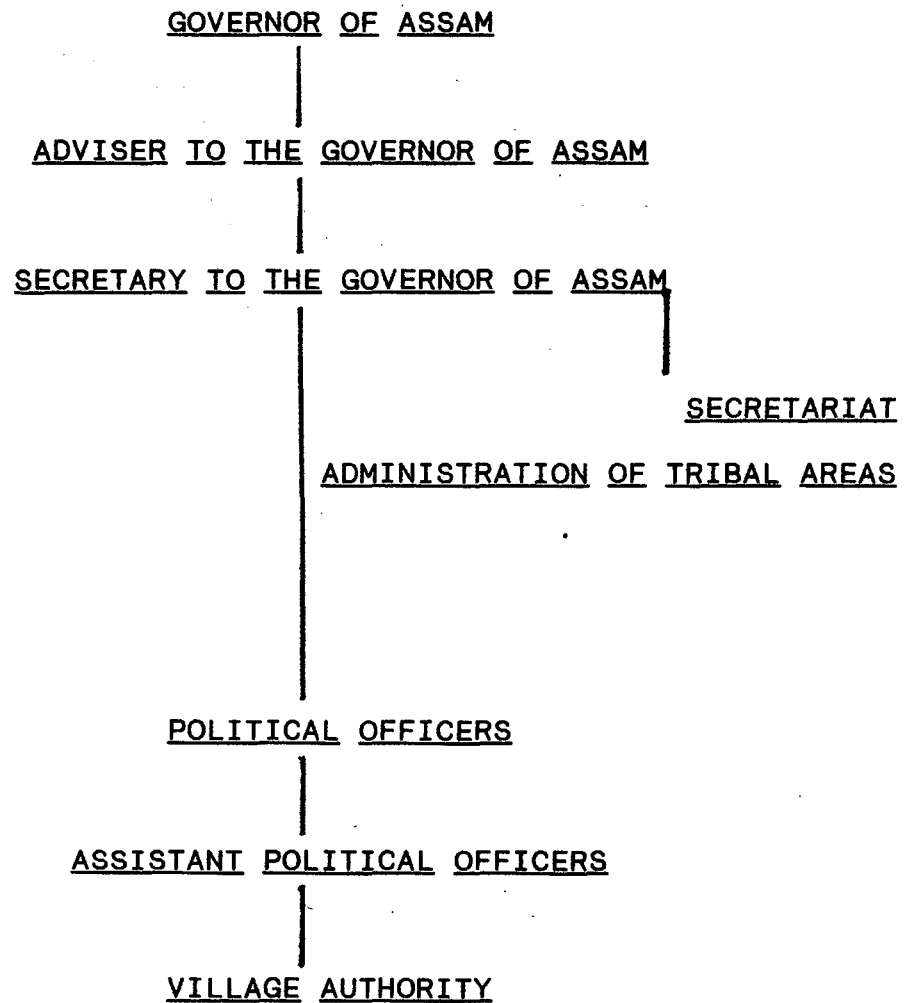 GOVERNOR OF ASSAM
ADVISER TO THE GOVERNOR OF ASSAM
SECRETARY TO THE GOVERNOR OF ASSAM
SECRETARIAT
ADMINISTRATION OF TRIBAL AREAS
POLITICAL OFFICERS
ASSISTANT POLITICAL OFFICERS
VILLAGE AUTHORITY